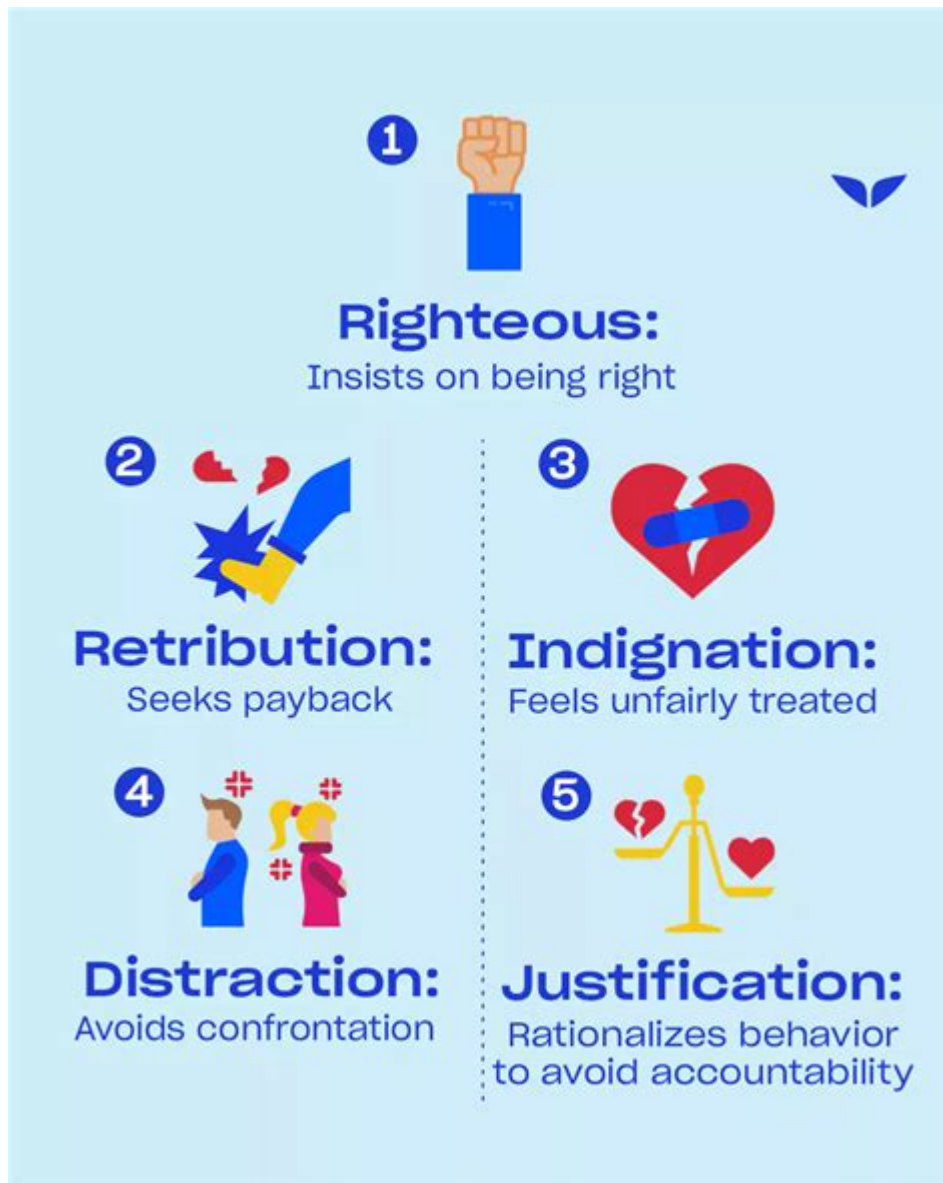 1
Righteous:
Insists on being right
2
Retribution:
Seeks payback
3
Indignation:
Feels unfairly treated
4
Distraction:
Avoids confrontation
5
Justification:
Rationalizes behavior
to avoid accountability